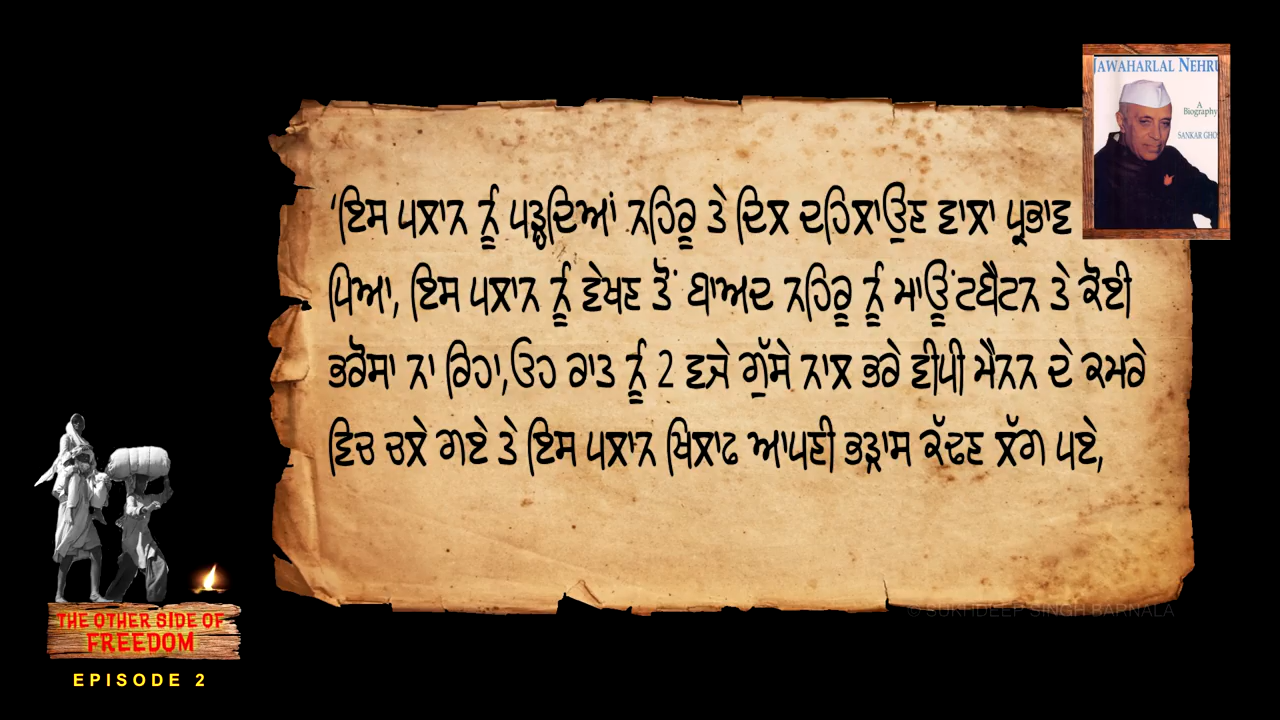 JAWAHARLAL NEHRU
A
Biography
SANKAR GHO
‘ਇਸ ਪਲਾਨ ਨੂੰ ਪੜ੍ਹਦਿਆਂ ਨਹਿਰੂ ਤੇ ਦਿਲ ਦਹਿਲਾਉਣ ਵਾਲਾ ਪ੍ਰਭਾਵ
ਪਿਆ, ਇਸ ਪਲਾਨ ਨੂੰ ਵੇਖਣ ਤੋਂ ਬਾਅਦ ਨਹਿਰੂ ਨੂੰ ਮਾਊਂਟਬੈਟਨ ਤੇ ਕੋਈ
ਭਰੋਸਾ ਨਾ ਰਿਹਾ,ਓਹ ਰਾਤ ਨੂੰ 2 ਵਜੇ ਗੁੱਸੇ ਨਾਲ ਭਰੇ ਵੀਪੀ ਮੈਨਨ ਦੇ ਕਮਰੇ
ਵਿਚ ਚਲੇ ਗਏ ਤੇ ਇਸ ਪਲਾਨ ਖਿਲਾਫ ਆਪਣੀ ਭੜਾਸ ਕੱਢਣ ਲੱਗ ਪਏ,
© SUKHDEEP SINGH BARNALA
THE OTHER SIDE OF
FREEDOM
EPISODE 2